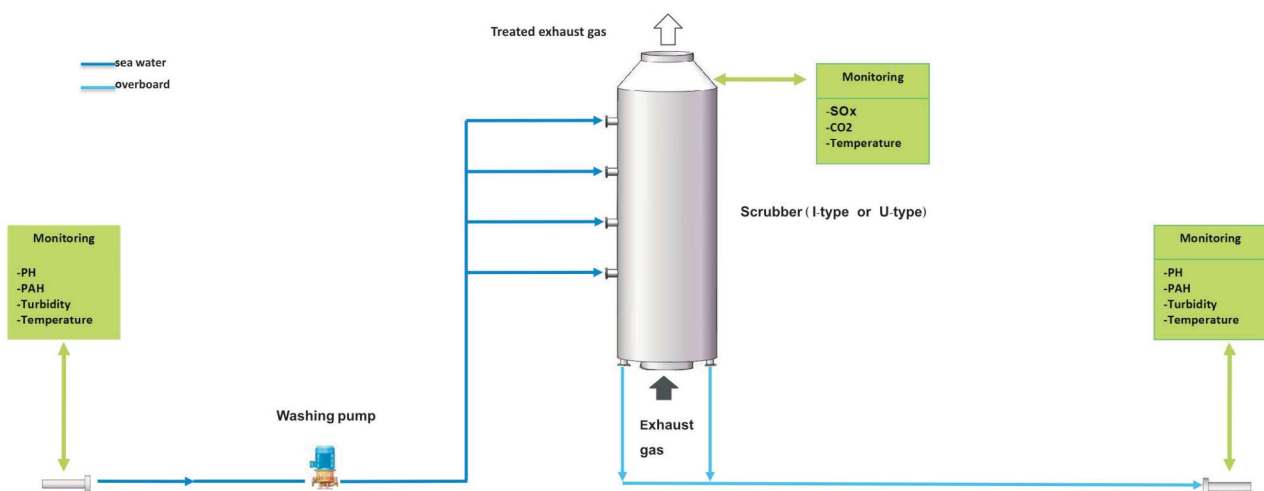 Treated exhaust gas
sea water
overboard
Monitoring
-SOx
-CO2
-Temperature
Scrubber ( I-type or U-type)
Monitoring
-PH
-PAH
-Turbidity
-Temperature
Monitoring
-PH
-PAH
-Turbidity
-Temperature
Washing pump
Exhaust
gas